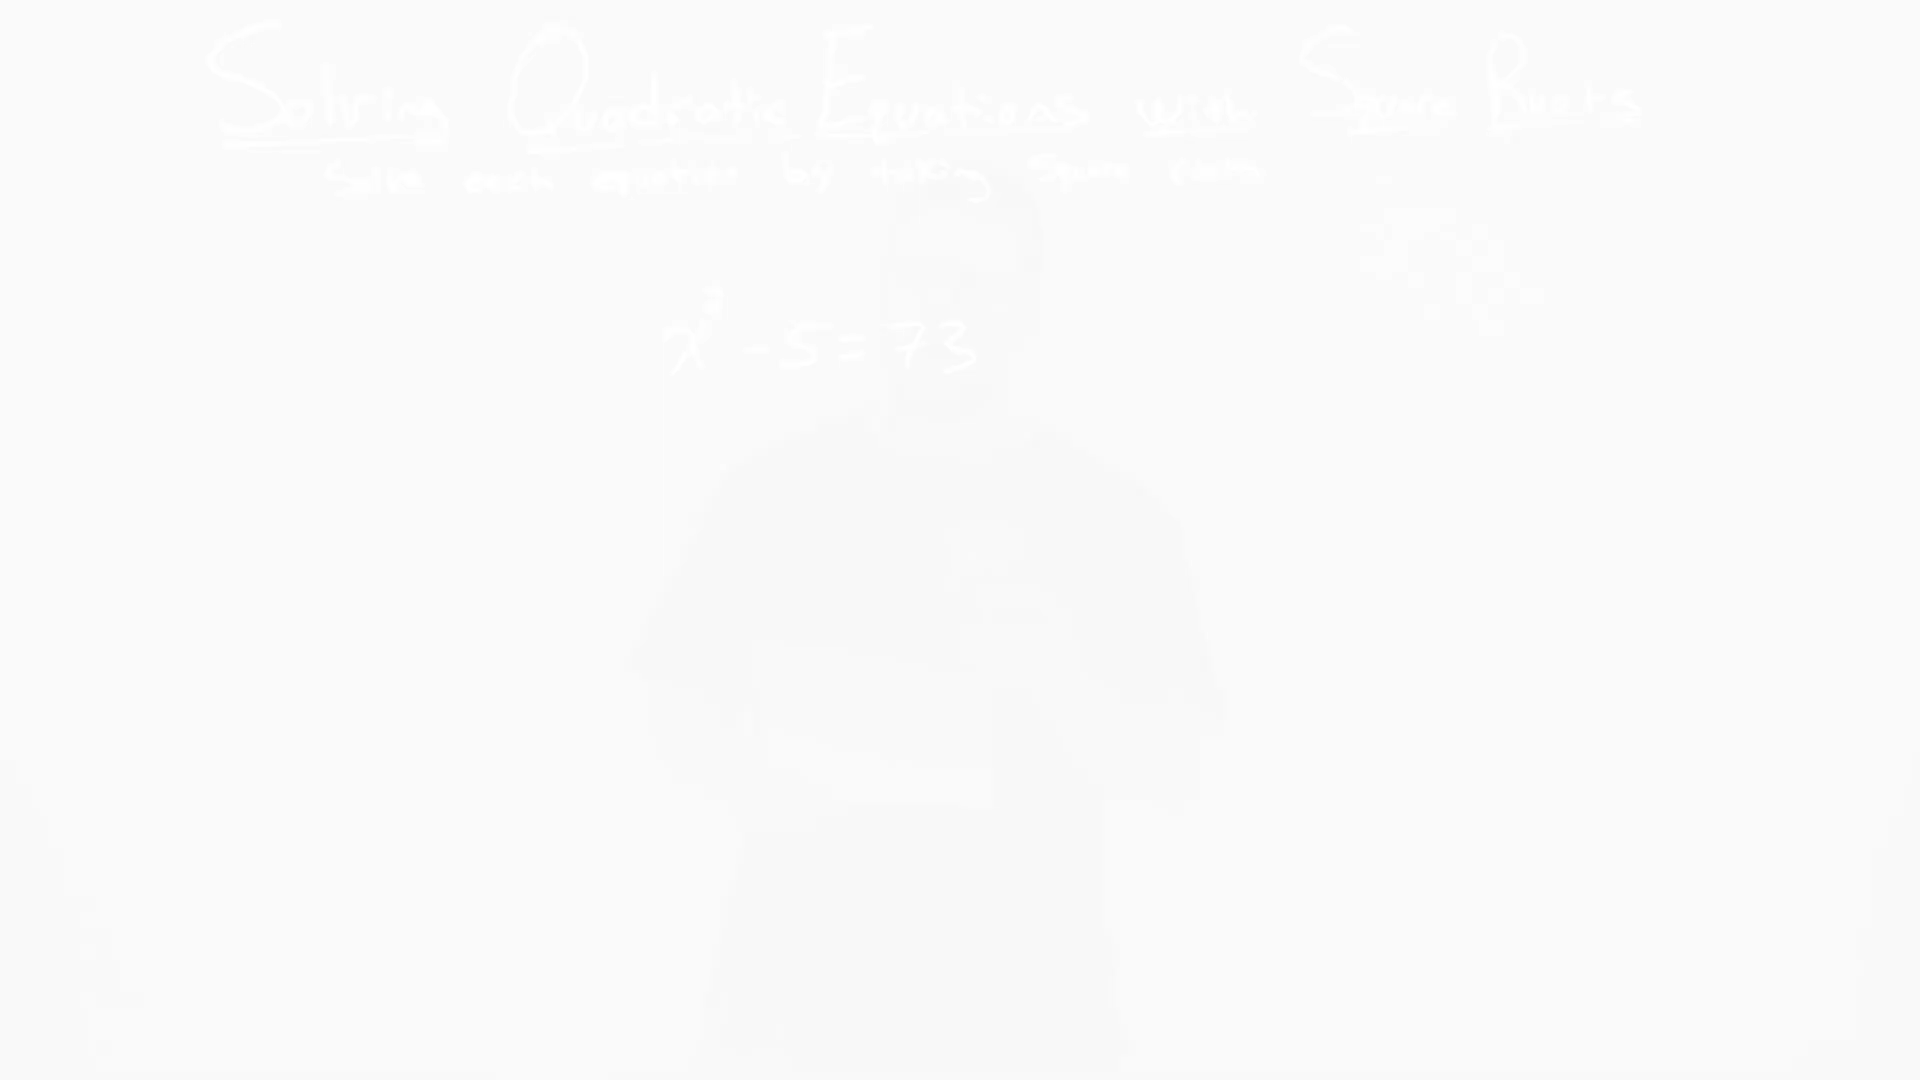 Solving Quadratic Equations with Square Roots
Solve each equation by taking square roots
x² - 5 = 73